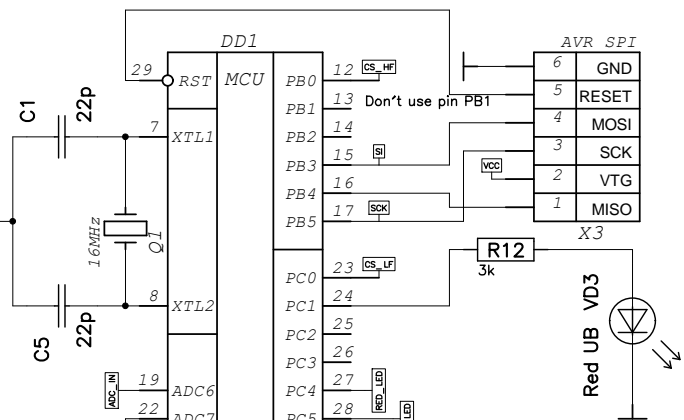 DD1
AVR SPI
29
RST
MCU
PB0
12
CS_HF
6
GND
PB1
13
Don't use pin PB1
5
RESET
C1
22p
7
XTL1
PB2
14
4
MOSI
PB3
15
SI
3
SCK
PB4
16
VCC
2
VTG
PB5
17
SCK
1
MISO
16MHz
Q1
X3
R12
3k
PC0
23
CS_LF
C5
22p
8
XTL2
PC1
24
PC2
25
Red UB VD3
PC3
26
ADC_IN
19
ADC6
PC4
27
RED_LED
22
ADC7
PC5
28
LED